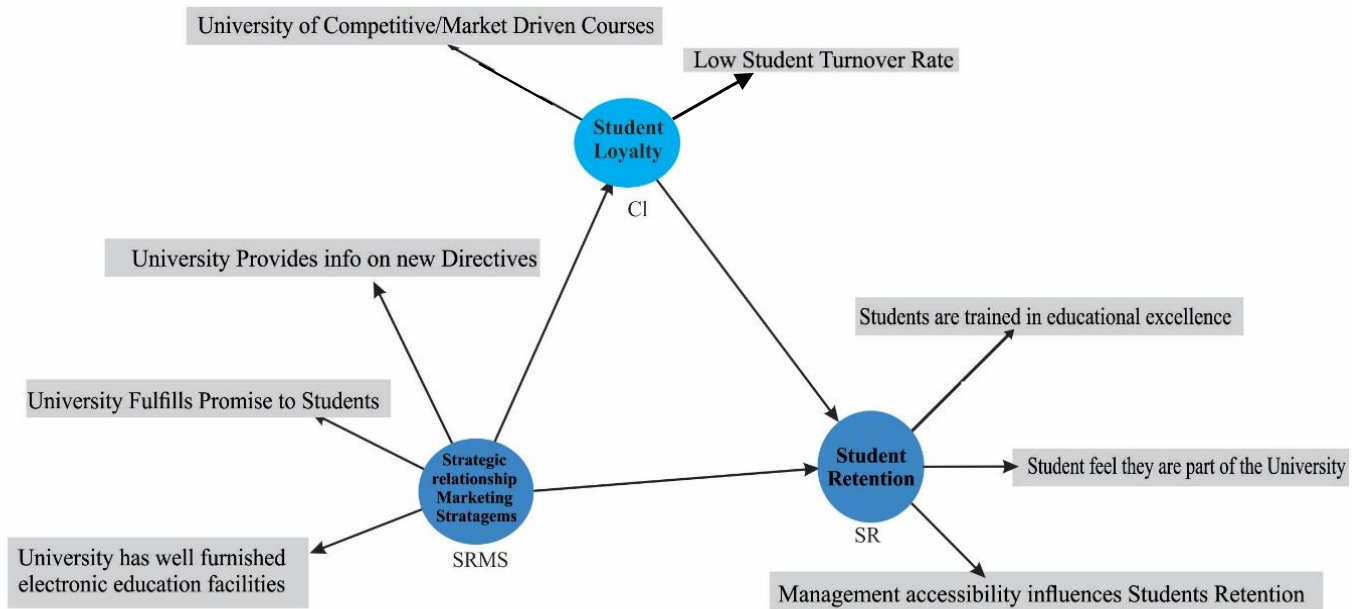 University of Competitive/Market Driven Courses
Low Student Turnover Rate
Student
Loyalty
Cl
University Provides info on new Directives
Students are trained in educational excellence
University Fulfills Promise to Students
Strategic
relationship
Marketing
Stratagems
SRMS
Student
Retention
SR
Student feel they are part of the University
University has well furnished
electronic education facilities
Management accessibility influences Students Retention